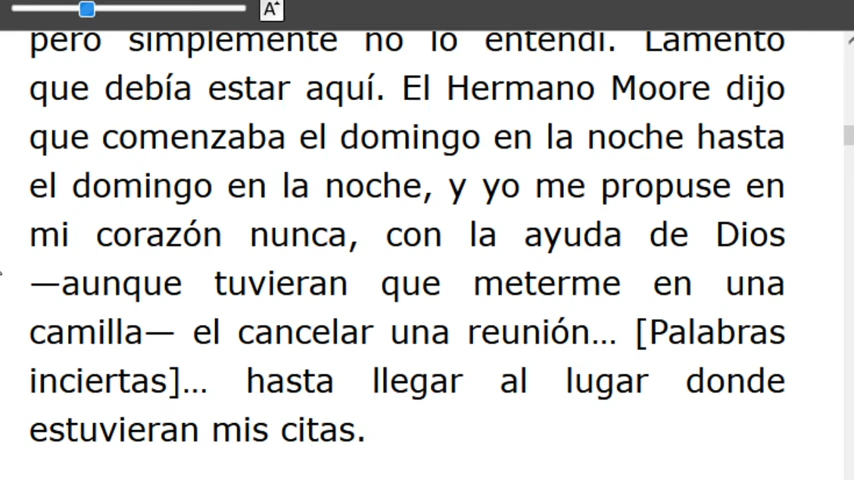 A
pero simplemente no lo entendí. Lamento
que debía estar aquí. El Hermano Moore dijo
que comenzaba el domingo en la noche hasta
el domingo en la noche, y yo me propuse en
mi corazón nunca, con la ayuda de Dios
—aunque tuvieran que meterme en una
camilla— el cancelar una reunión... [Palabras
inciertas]... hasta llegar al lugar donde
estuvieran mis citas.